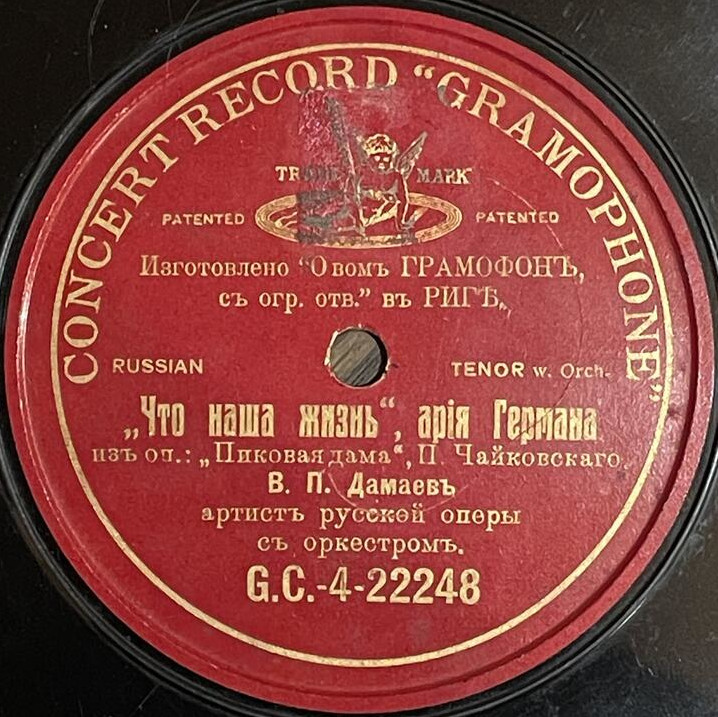 CONCERT RECORD "GRAMOPHONE"
TRADE MARK
PATENTED PATENTED
Изготовлено "Овомъ ГРАМОФОНЪ,
съ огр. отв." въ РИГѢ.
RUSSIAN TENOR w. Orch.
„Что наша жизнь“, арія Германа
изъ оп.: „Пиковая дама“, П. Чайковскаго.
В. П. Дамаевъ
артистъ русской оперы
съ оркестромъ.
G.C.-4-22248